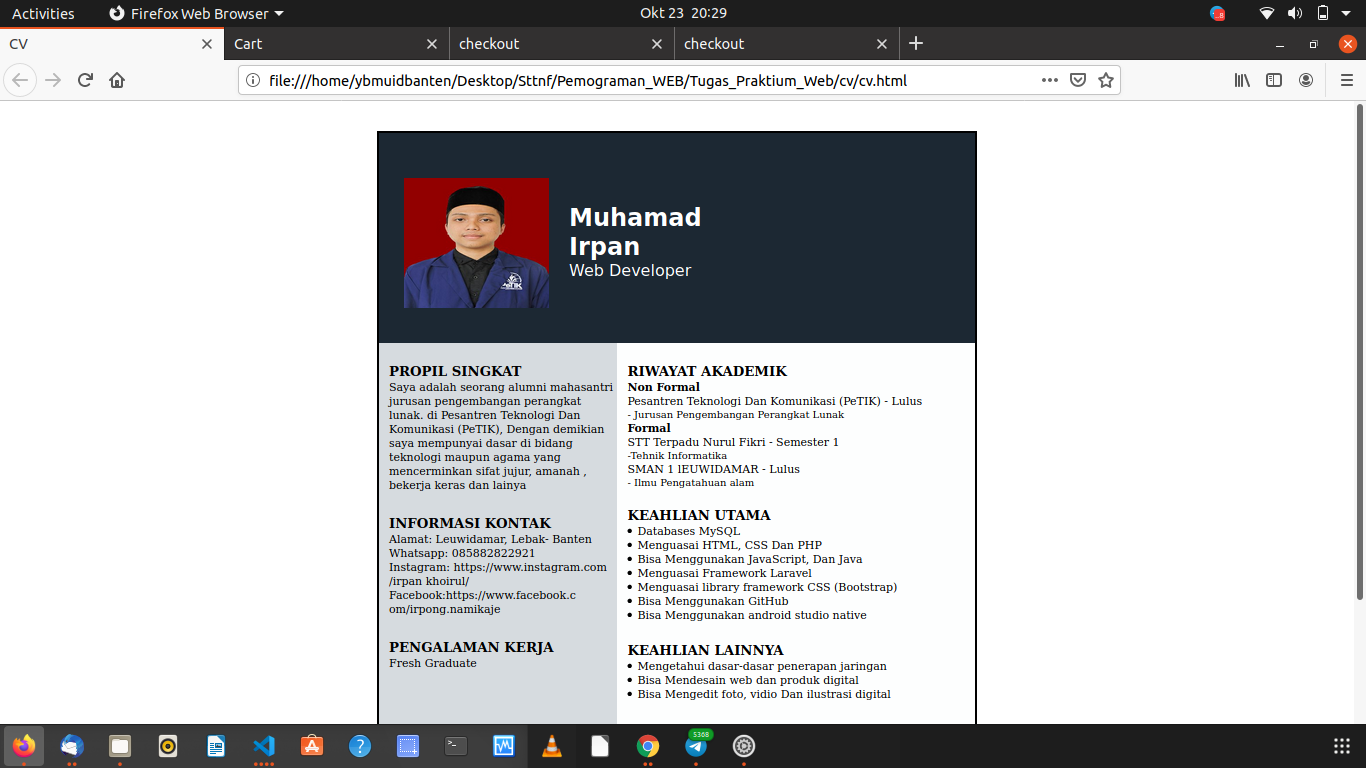 Activities
Firefox Web Browser
Okt 23 20:29
8
CV
Cart
checkout
checkout
file:///home/ybmuidbanten/Desktop/Sttnf/Pemograman_WEB/Tugas_Praktium_Web/cv/cv.html
PeTIK
Muhamad
Irpan
Web Developer
PROPIL SINGKAT
Saya adalah seorang alumni mahasantri
jurusan pengembangan perangkat
lunak. di Pesantren Teknologi Dan
Komunikasi (PeTIK), Dengan demikian
saya mempunyai dasar di bidang
teknologi maupun agama yang
mencerminkan sifat jujur, amanah ,
bekerja keras dan lainya
INFORMASI KONTAK
Alamat: Leuwidamar, Lebak- Banten
Whatsapp: 085882822921
Instagram: https://www.instagram.com
/irpan khoirul/
Facebook:https://www.facebook.c
om/irpong.namikaje
PENGALAMAN KERJA
Fresh Graduate
RIWAYAT AKADEMIK
Non Formal
Pesantren Teknologi Dan Komunikasi (PeTIK) - Lulus
- Jurusan Pengembangan Perangkat Lunak
Formal
STT Terpadu Nurul Fikri - Semester 1
-Tehnik Informatika
SMAN 1 lEUWIDAMAR - Lulus
- Ilmu Pengatahuan alam
KEAHLIAN UTAMA
• Databases MySQL
• Menguasai HTML, CSS Dan PHP
• Bisa Menggunakan JavaScript, Dan Java
• Menguasai Framework Laravel
• Menguasai library framework CSS (Bootstrap)
• Bisa Menggunakan GitHub
• Bisa Menggunakan android studio native
KEAHLIAN LAINNYA
• Mengetahui dasar-dasar penerapan jaringan
• Bisa Mendesain web dan produk digital
• Bisa Mengedit foto, vidio Dan ilustrasi digital
5368